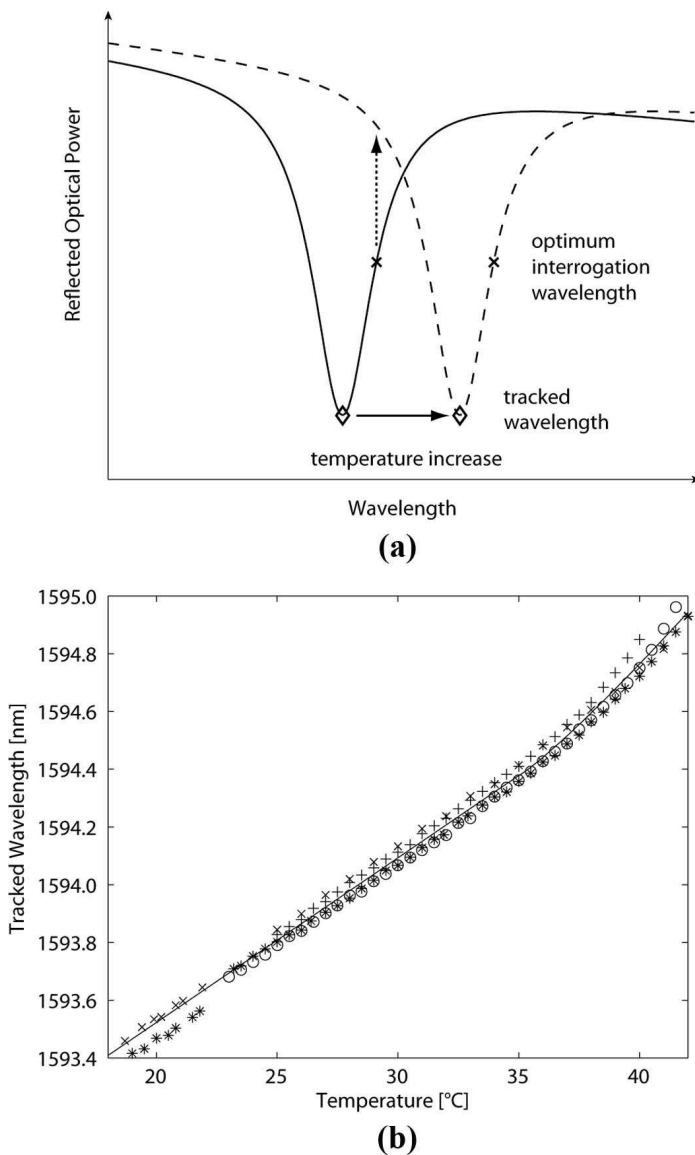 Reflected Optical Power
optimum
interrogation
wavelength
tracked
wavelength
temperature increase
Wavelength
(a)
Tracked Wavelength [nm]
1595.0
1594.8
1594.6
1594.4
1594.2
1594.0
1593.8
1593.6
1593.4
20 25 30 35 40
Temperature [°C]
(b)